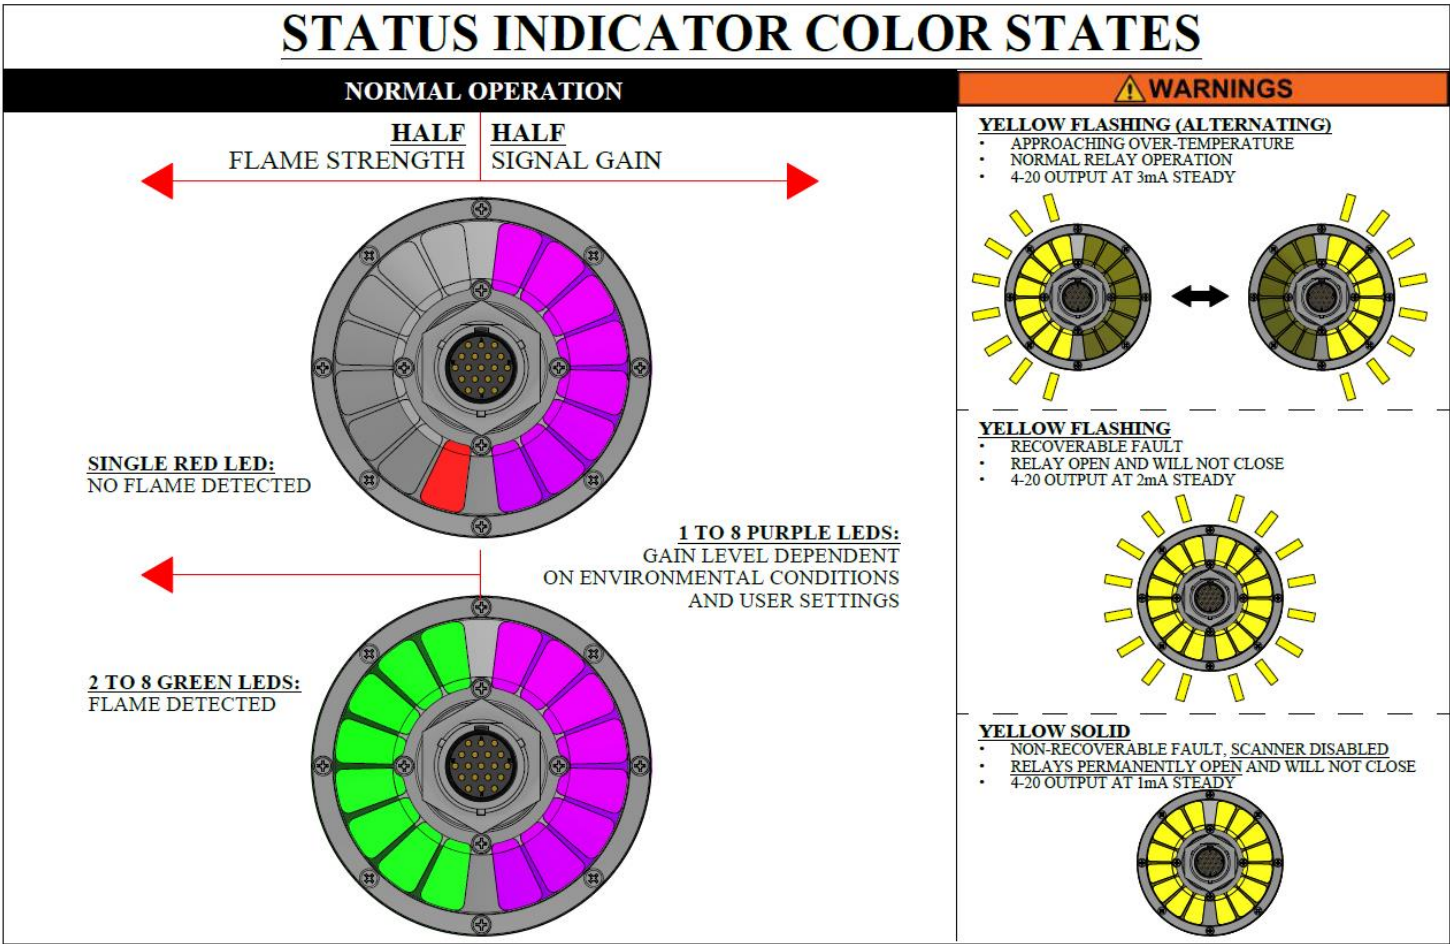 STATUS INDICATOR COLOR STATES
NORMAL OPERATION
HALF
FLAME STRENGTH
HALF
SIGNAL GAIN
SINGLE RED LED:
NO FLAME DETECTED
1 TO 8 PURPLE LEDS:
GAIN LEVEL DEPENDENT
ON ENVIRONMENTAL CONDITIONS
AND USER SETTINGS
2 TO 8 GREEN LEDS:
FLAME DETECTED
WARNINGS
YELLOW FLASHING (ALTERNATING)
• APPROACHING OVER-TEMPERATURE
• NORMAL RELAY OPERATION
• 4-20 OUTPUT AT 3mA STEADY
YELLOW FLASHING
• RECOVERABLE FAULT
• RELAY OPEN AND WILL NOT CLOSE
• 4-20 OUTPUT AT 2mA STEADY
YELLOW SOLID
• NON-RECOVERABLE FAULT, SCANNER DISABLED
• RELAYS PERMANENTLY OPEN AND WILL NOT CLOSE
• 4-20 OUTPUT AT 1mA STEADY